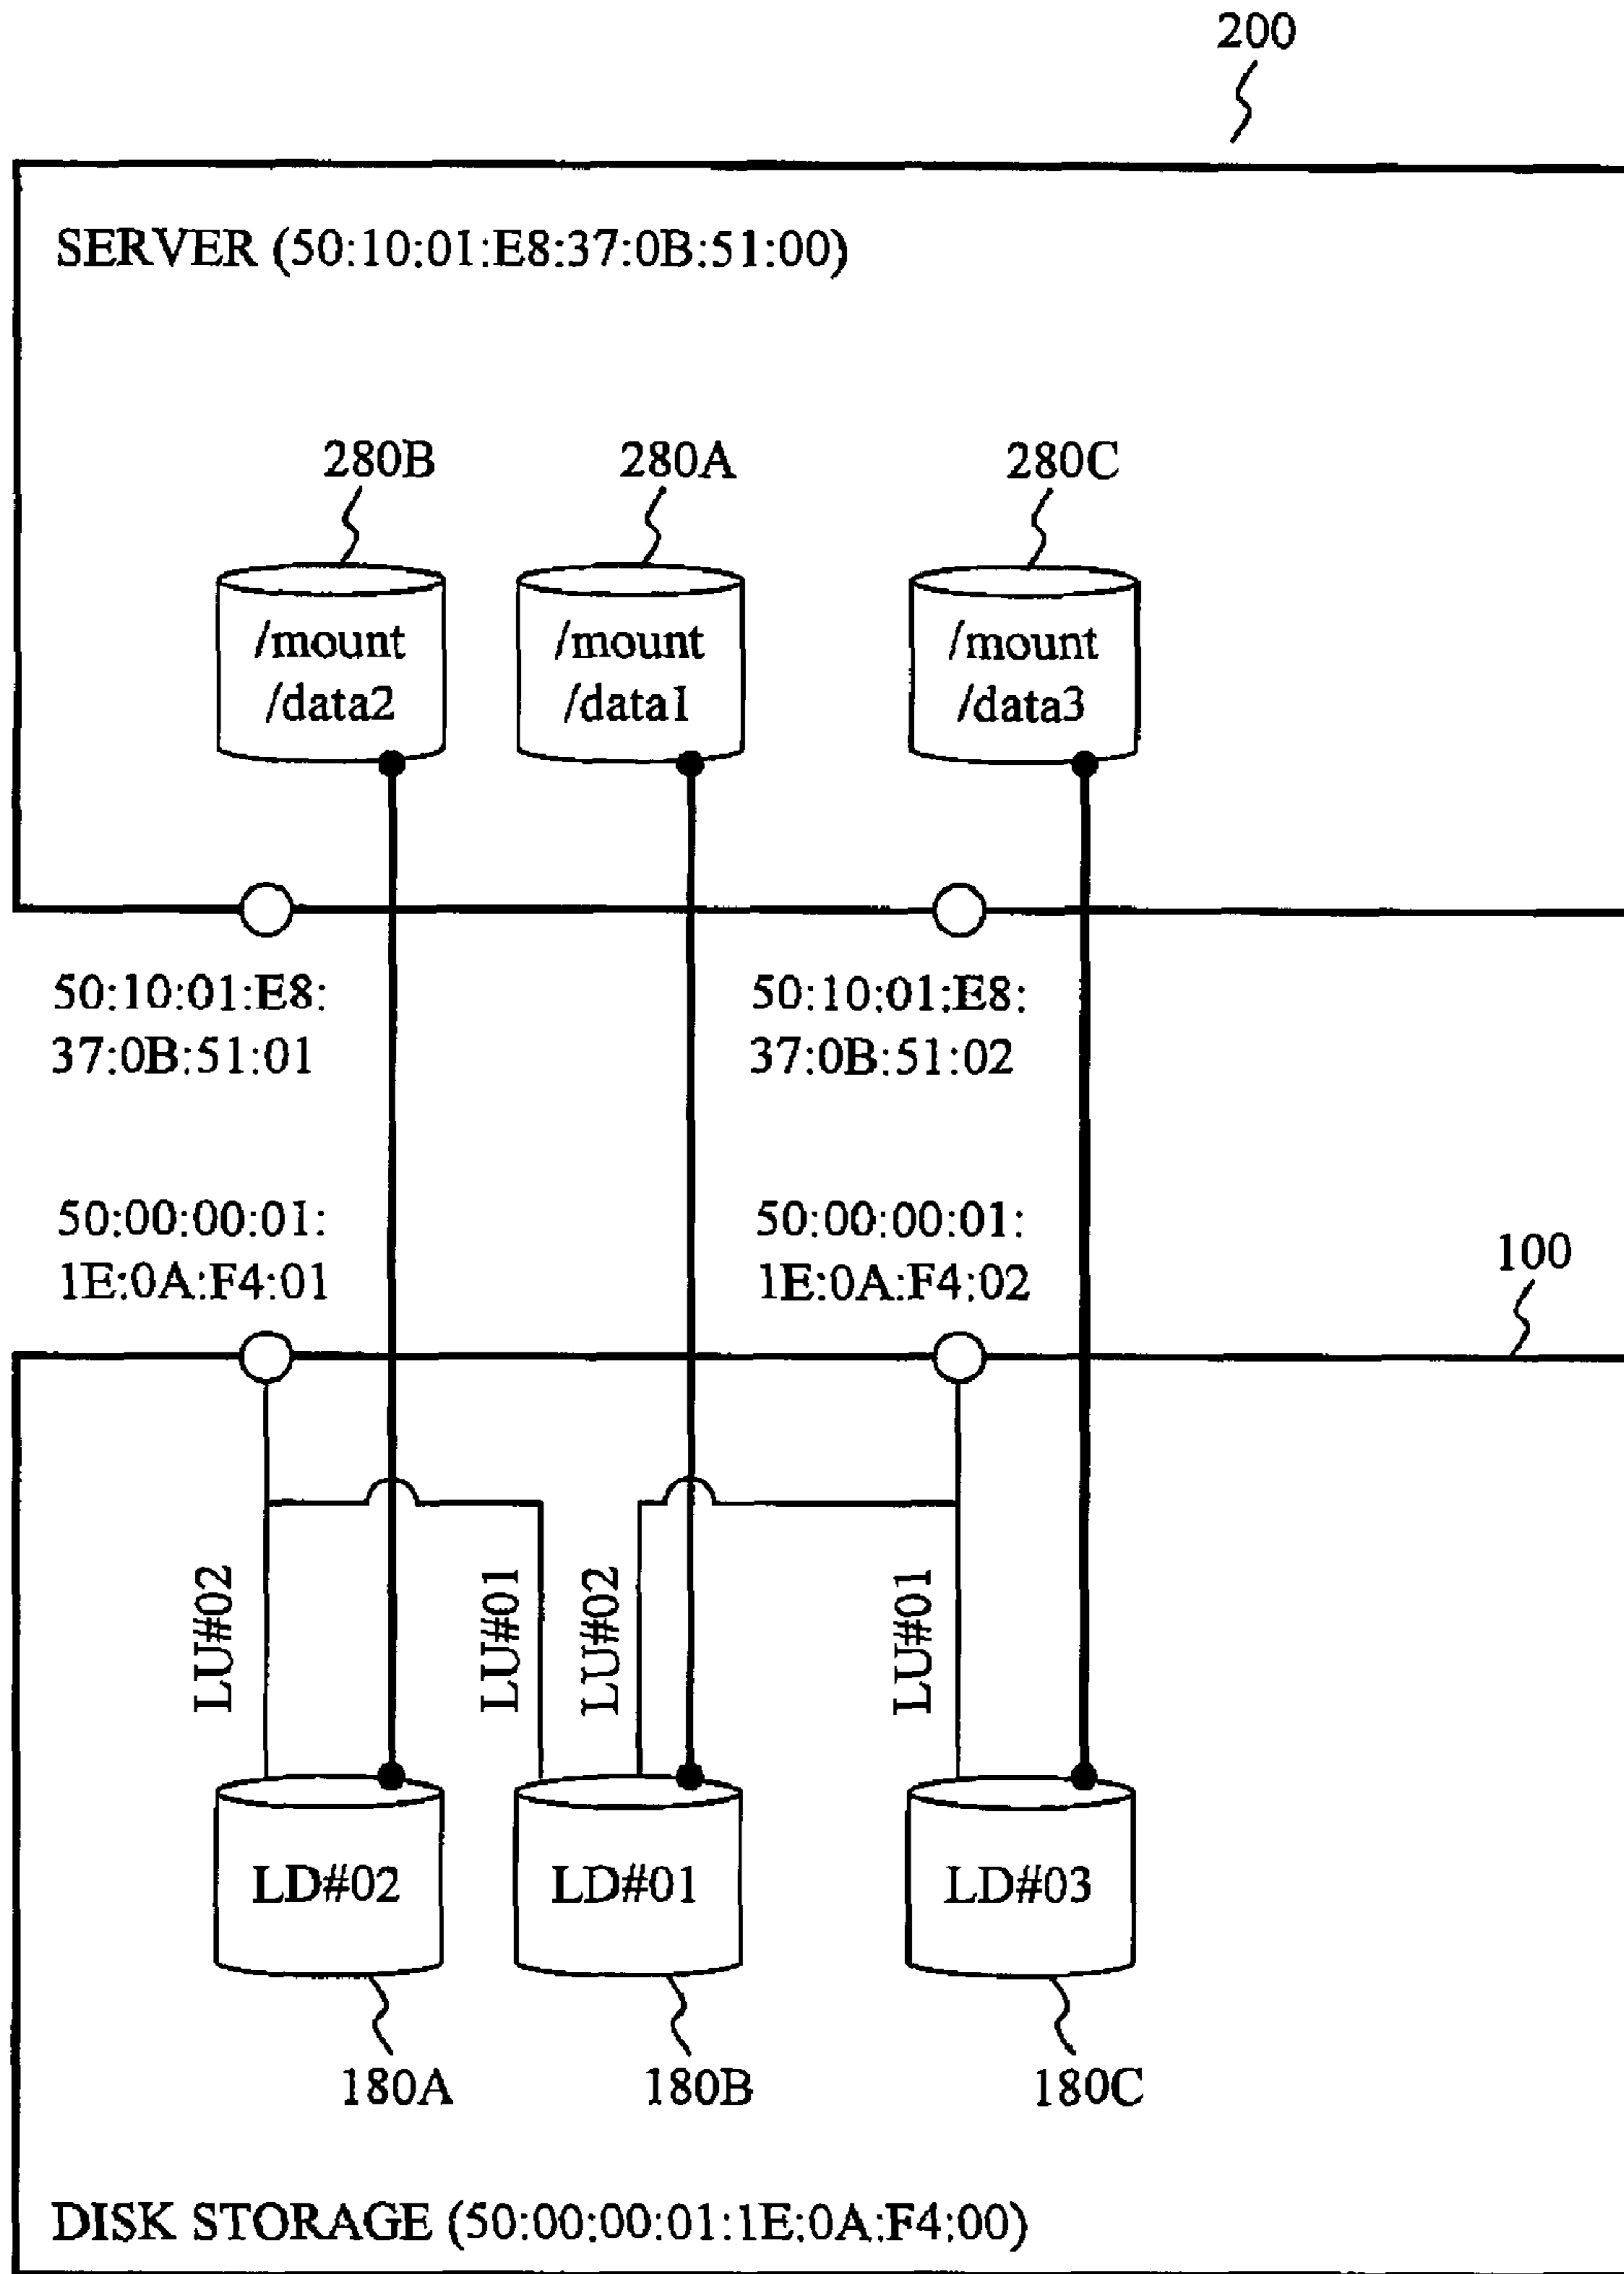 200
SERVER (50:10:01:E8:37:0B:51:00)
280B
280A
280C
/mount
/data2
/mount
/data1
/mount
/data3
50:10:01:E8:
37:0B:51:01
50:10:01:E8:
37:0B:51:02
50:00:00:01:
1E:0A:F4:01
50:00:00:01:
1E:0A:F4:02
100
LU#02
LU#01
LU#02
LU#01
LD#02
LD#01
LD#03
180A
180B
180C
DISK STORAGE (50:00:00:01:1E:0A:F4:00)